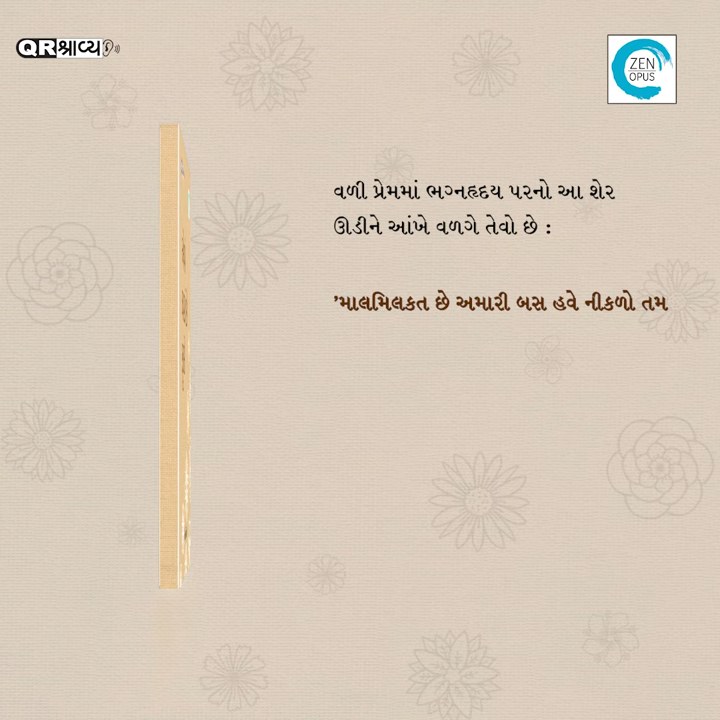 QRશ્રાવ્ય
ZEN
OPUS
વળી પ્રેમમાં ભગ્નહૃદય પરનો આ શેર
ઊડીને આંખે વળગે તેવો છે :
'માલમિલકત છે અમારી બસ હવે નીકળો તમ